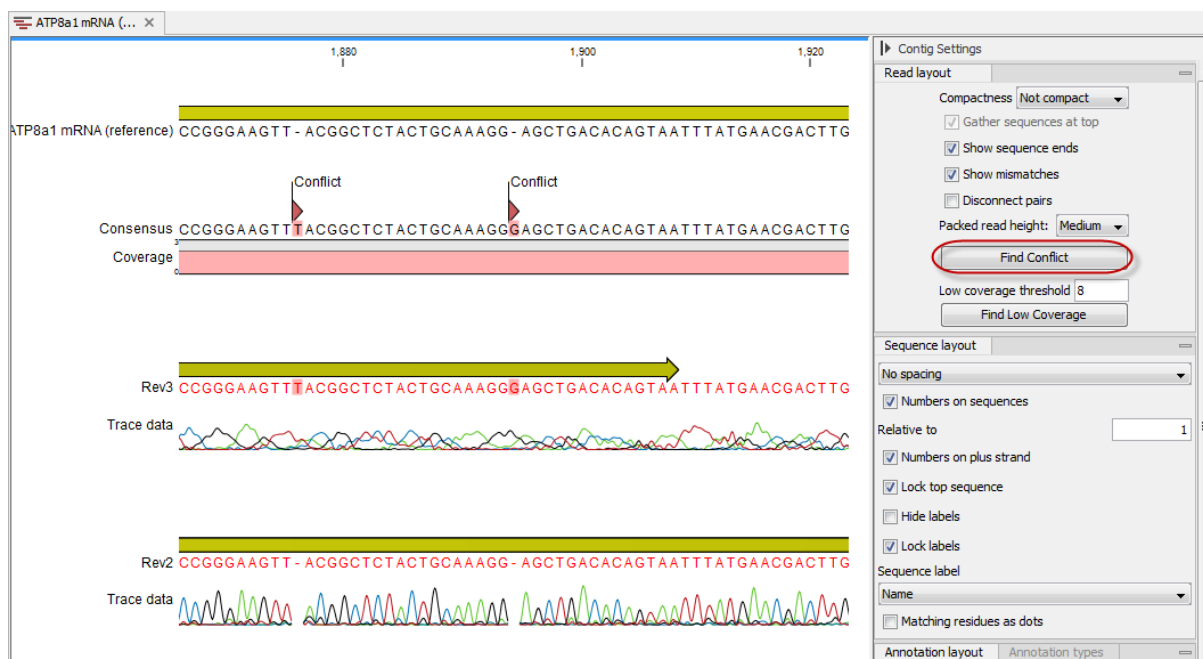 ATP8a1 mRNA (...
1,880 1,900 1,920
ATP8a1 mRNA (reference) CCGGGAAGTT-ACGGCTCTACTGCAAAGG-AGCTGACACAGTAATTTATGAACGACTTG
Conflict Conflict
Consensus CCGGGAAGTTTACGGCTCTACTGCAAAGGGAGCTGACACAGTAATTTATGAACGACTTG
3
Coverage
0
Rev3 CCGGGAAGTTTACGGCTCTACTGCAAAGGGAGCTGACACAGTAATTTATGAACGACTTG
Trace data
Rev2 CCGGGAAGTT-ACGGCTCTACTGCAAAGG-AGCTGACACAGTAATTTATGAACGACTTG
Trace data
Contig Settings
Read layout
Compactness Not compact
Gather sequences at top
Show sequence ends
Show mismatches
Disconnect pairs
Packed read height: Medium
Find Conflict
Low coverage threshold 8
Find Low Coverage
Sequence layout
No spacing
Numbers on sequences
Relative to 1
Numbers on plus strand
Lock top sequence
Hide labels
Lock labels
Sequence label
Name
Matching residues as dots
Annotation layout Annotation types